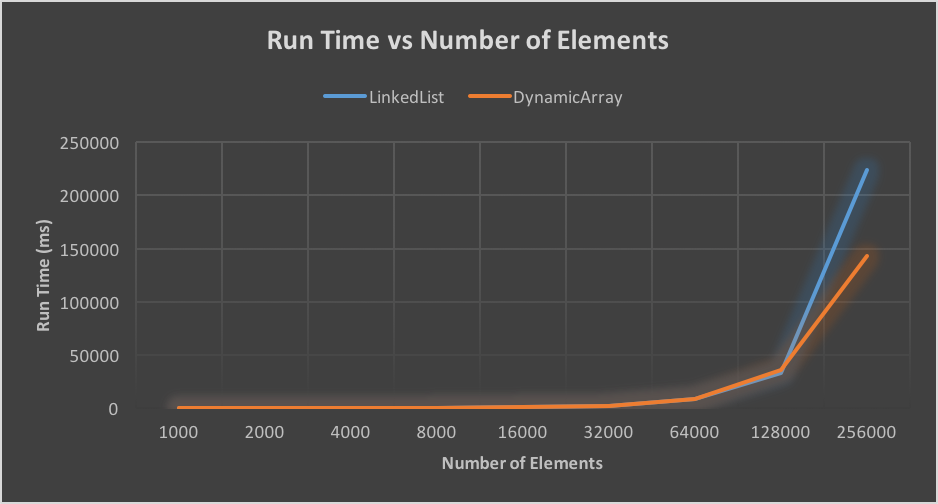 Run Time vs Number of Elements
LinkedList DynamicArray
250000
200000
150000
100000
50000
0
Run Time (ms)
1000 2000 4000 8000 16000 32000 64000 128000 256000
Number of Elements